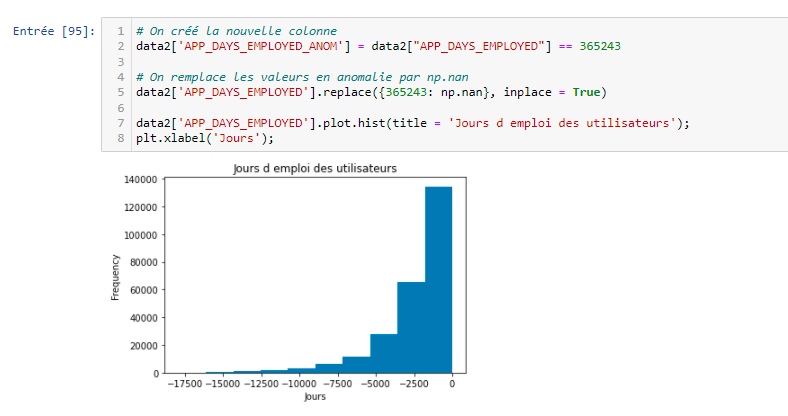 Entrée [95]:
1 # On créé la nouvelle colonne
2 data2['APP_DAYS_EMPLOYED_ANOM'] = data2["APP_DAYS_EMPLOYED"] == 365243
3
4 # On remplace les valeurs en anomalie par np.nan
5 data2['APP_DAYS_EMPLOYED'].replace({365243: np.nan}, inplace = True)
6
7 data2['APP_DAYS_EMPLOYED'].plot.hist(title = 'Jours d emploi des utilisateurs');
8 plt.xlabel('Jours');
Jours d emploi des utilisateurs
140000
120000
100000
80000
60000
40000
20000
0
Frequency
−17500 −15000 −12500 −10000 −7500 −5000 −2500 0
Jours